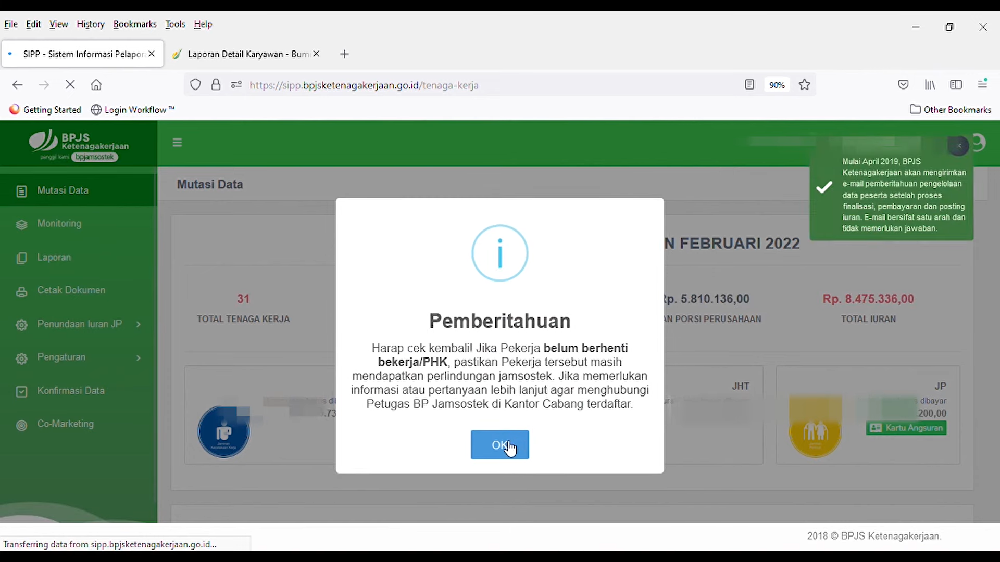 File Edit View History Bookmarks Tools Help
SIPP - Sistem Informasi Pelapor
Laporan Detail Karyawan - Bum
https://sipp.bpjsketenagakerjaan.go.id/tenaga-kerja
90%
Getting Started
Login Workflow ™
Other Bookmarks
BPJS
Ketenagakerjaan
panggil kami bpjamsostek
Mutasi Data
Monitoring
Laporan
Cetak Dokumen
Penundaan Iuran JP
Pengaturan
Konfirmasi Data
Co-Marketing
Mutasi Data
Mulai April 2019, BPJS
Ketenagakerjaan akan mengirimkan
e-mail pemberitahuan pengelolaan
data peserta setelah proses
finalisasi, pembayaran dan posting
iuran. E-mail bersifat satu arah dan
tidak memerlukan jawaban.
N FEBRUARI 2022
31
TOTAL TENAGA KERJA
Rp. 5.810.136,00
AN PORSI PERUSAHAAN
Rp. 8.475.336,00
TOTAL IURAN
Pemberitahuan
Harap cek kembali! Jika Pekerja belum berhenti
bekerja/PHK, pastikan Pekerja tersebut masih
mendapatkan perlindungan jamsostek. Jika memerlukan
informasi atau pertanyaan lebih lanjut agar menghubungi
Petugas BP Jamsostek di Kantor Cabang terdaftar.
OK
JHT
JP
dibayar
200,00
Kartu Angsuran
2018 © BPJS Ketenagakerjaan.
Transferring data from sipp.bpjsketenagakerjaan.go.id...